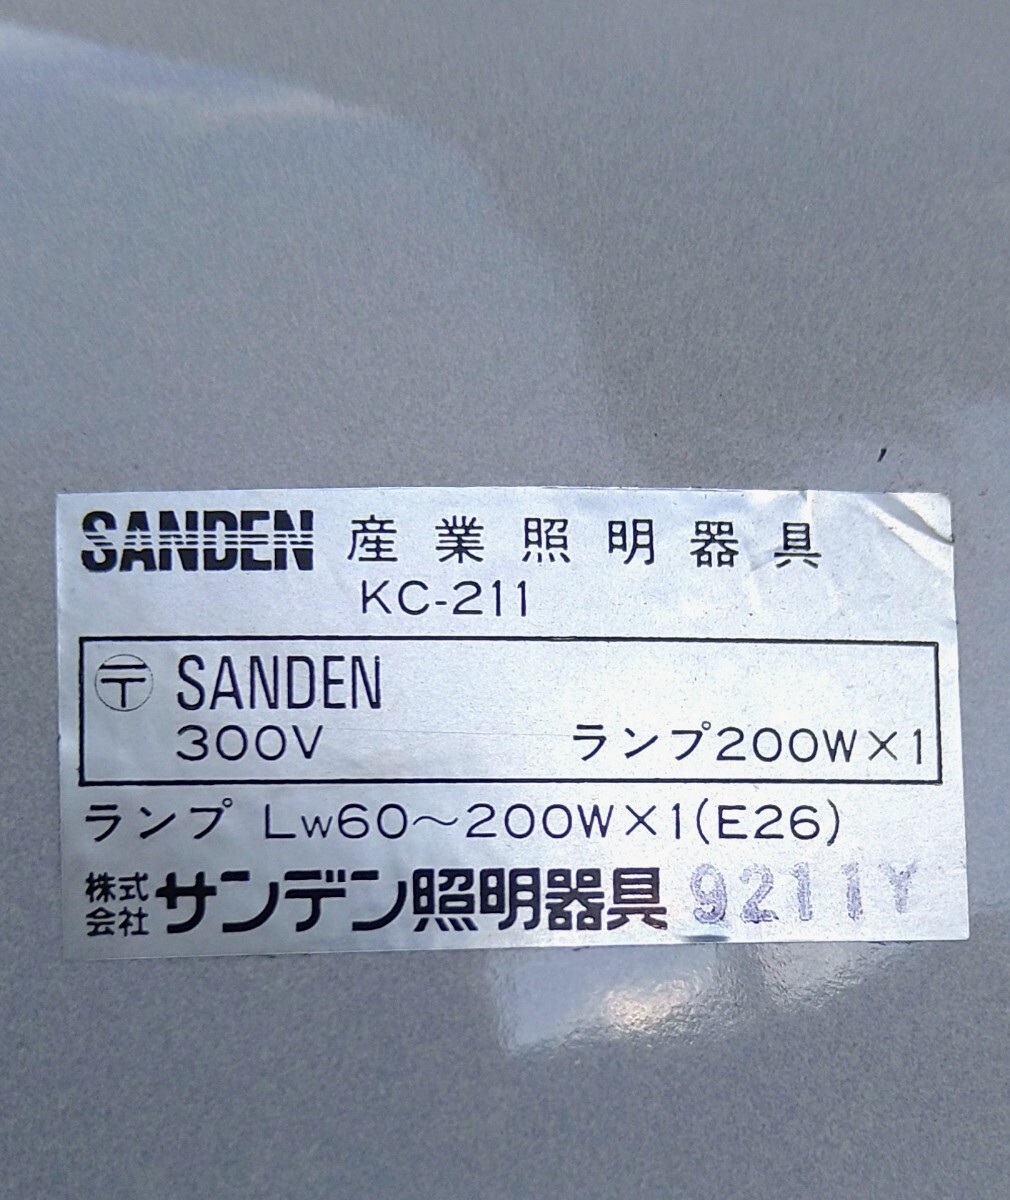 SANDEN 産業照明器具
KC-211
〒 SANDEN
300V ランプ200W×1
ランプ Lw60〜200W×1(E26)
株式会社サンデン照明器具 9211Y